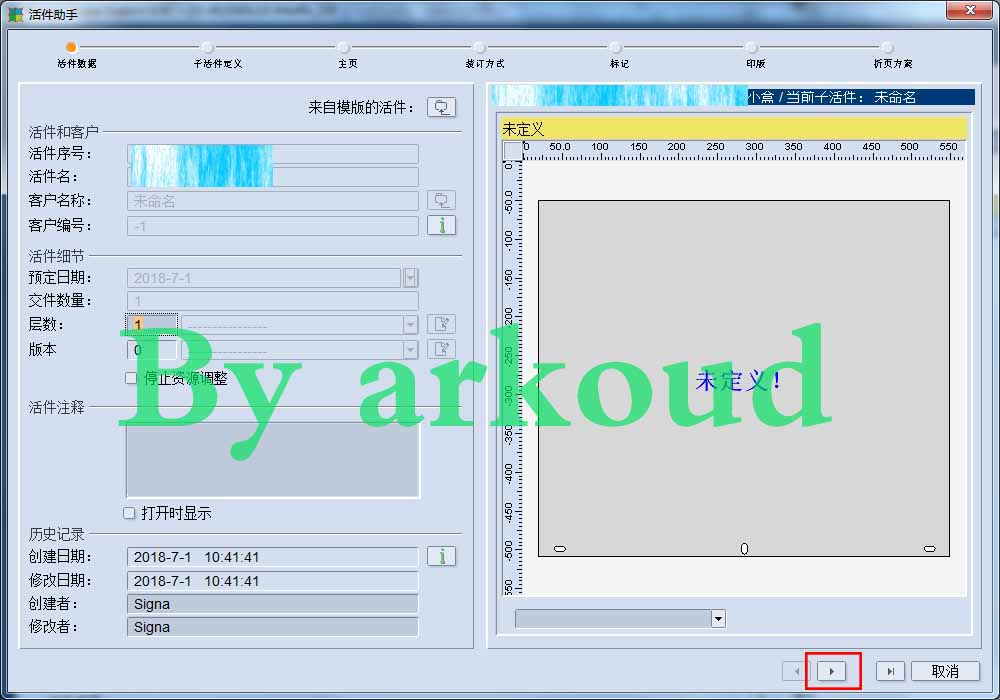 活件助手
活件数据 子活件定义 主页 装订方式 标记 印版 折页方案
来自模版的活件：
活件和客户
活件序号：
活件名：
客户名称： 未命名
客户编号： -1
活件细节
预定日期： 2018-7-1
交件数量： 1
层数： 1 ---------------
版本 0 ---------------
停止资源调整
活件注释
打开时显示
历史记录
创建日期： 2018-7-1 10:41:41
修改日期： 2018-7-1 10:41:41
创建者： Signa
修改者： Signa
小盒 / 当前子活件： 未命名
未定义
0 50.0 100 150 200 250 300 350 400 450 500 550
0 -50.0 -100 -150 -200 -250 -300 -350 -400 -450 -500
未定义！
By arkoud
取消